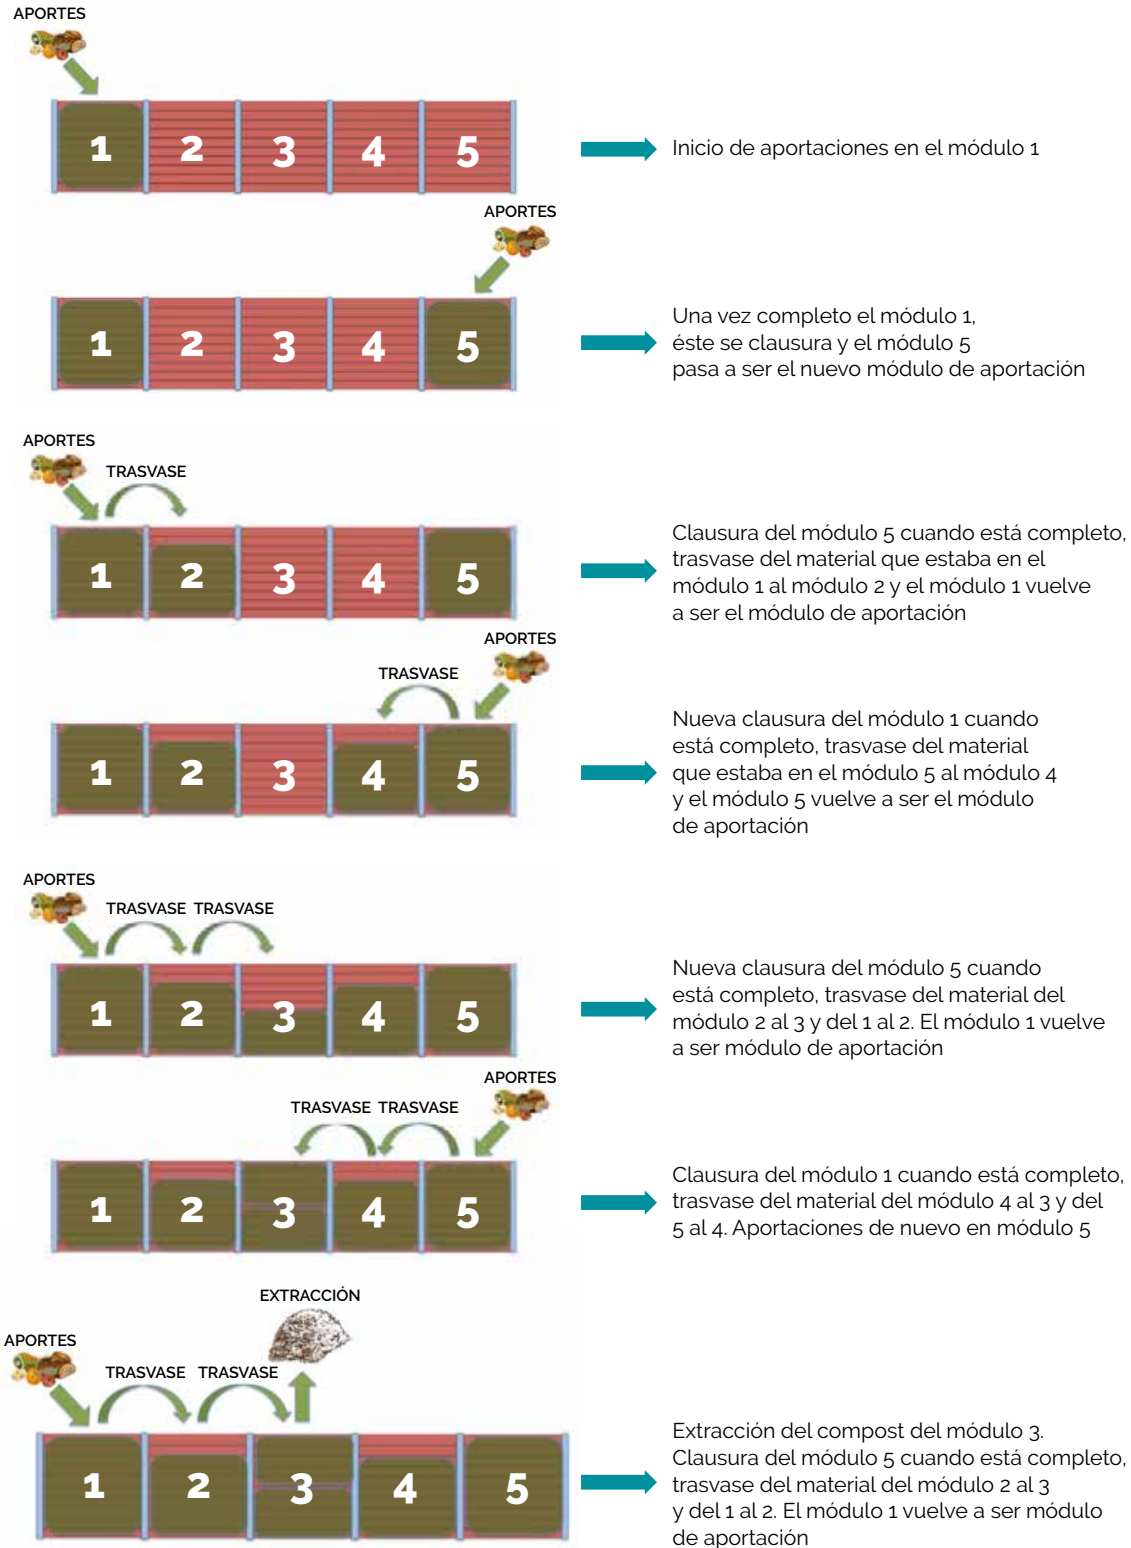 APORTES
1 2 3 4 5
Inicio de aportaciones en el módulo 1
APORTES
1 2 3 4 5
Una vez completo el módulo 1,
éste se clausura y el módulo 5
pasa a ser el nuevo módulo de aportación
APORTES
TRASVASE
1 2 3 4 5
Clausura del módulo 5 cuando está completo,
trasvase del material que estaba en el
módulo 1 al módulo 2 y el módulo 1 vuelve
a ser el módulo de aportación
APORTES
TRASVASE
1 2 3 4 5
Nueva clausura del módulo 1 cuando
está completo, trasvase del material
que estaba en el módulo 5 al módulo 4
y el módulo 5 vuelve a ser el módulo
de aportación
APORTES
TRASVASE TRASVASE
1 2 3 4 5
Nueva clausura del módulo 5 cuando
está completo, trasvase del material del
módulo 2 al 3 y del 1 al 2. El módulo 1 vuelve
a ser módulo de aportación
APORTES
TRASVASE TRASVASE
1 2 3 4 5
Clausura del módulo 1 cuando está completo,
trasvase del material del módulo 4 al 3 y del
5 al 4. Aportaciones de nuevo en módulo 5
EXTRACCIÓN
APORTES
TRASVASE TRASVASE
1 2 3 4 5
Extracción del compost del módulo 3.
Clausura del módulo 5 cuando está completo,
trasvase del material del módulo 2 al 3
y del 1 al 2. El módulo 1 vuelve a ser módulo
de aportación